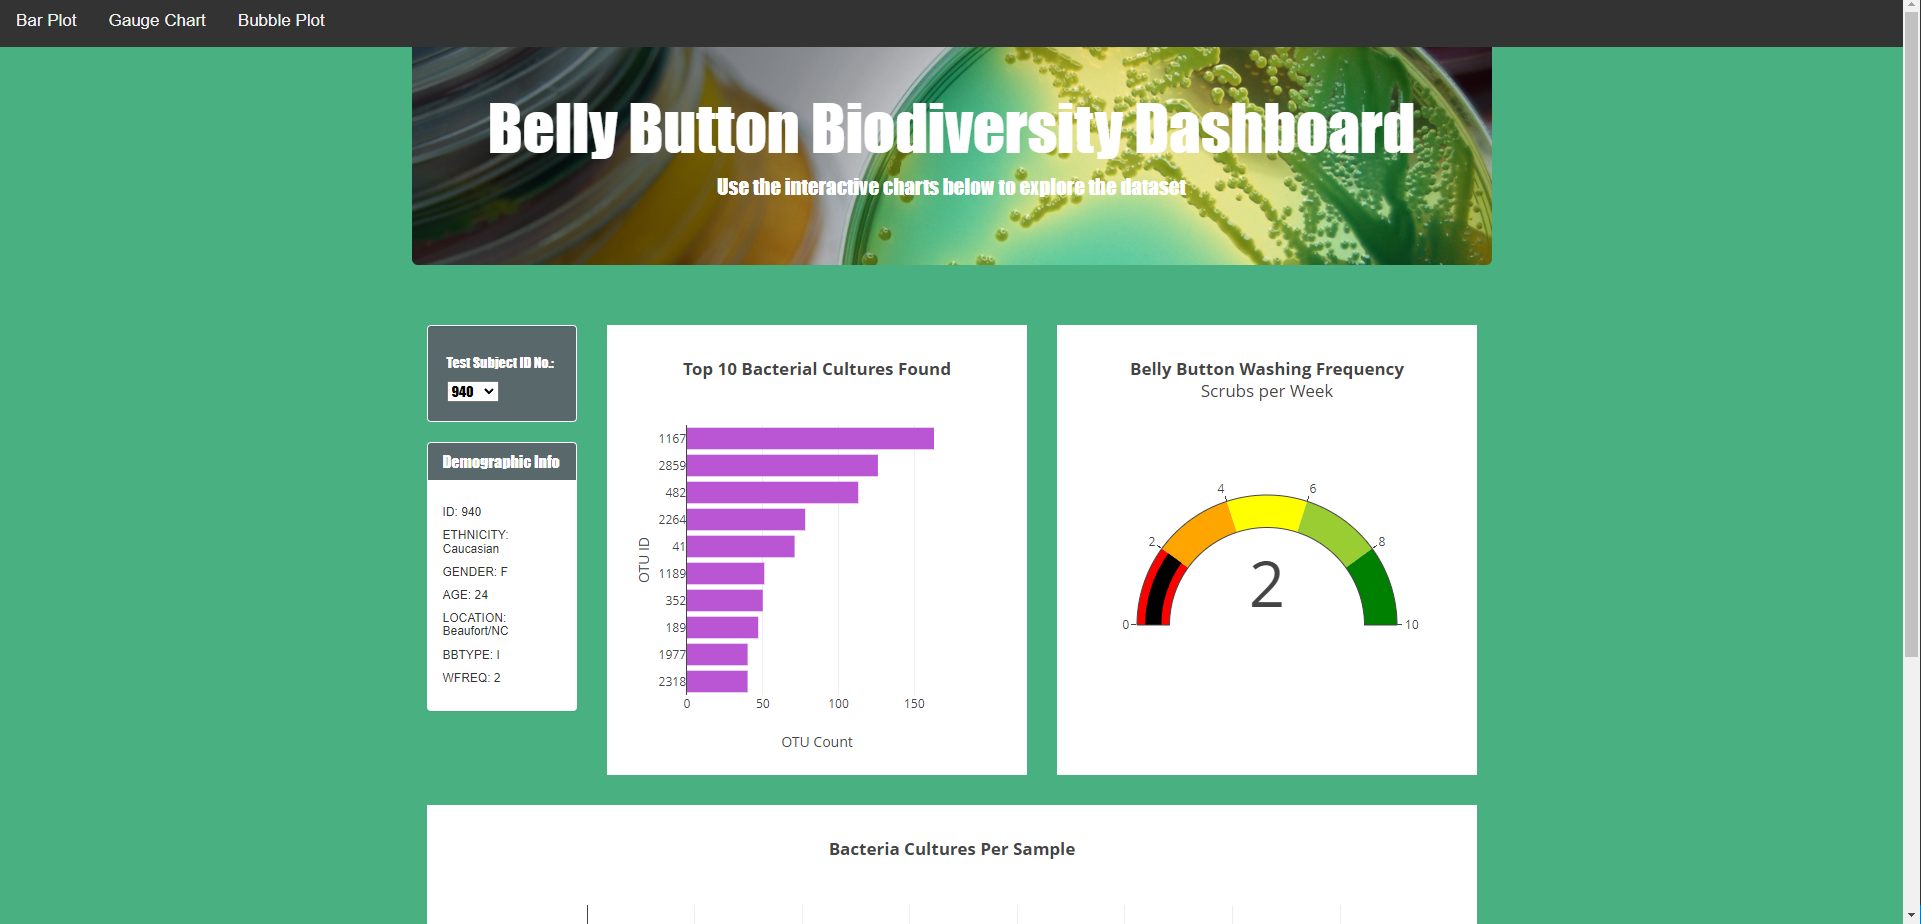 Bar Plot Gauge Chart Bubble Plot
Belly Button Biodiversity Dashboard
Use the interactive charts below to explore the dataset
Test Subject ID No.:
940
Demographic Info
ID: 940
ETHNICITY:
Caucasian
GENDER: F
AGE: 24
LOCATION:
Beaufort/NC
BBTYPE: I
WFREQ: 2
Top 10 Bacterial Cultures Found
OTU ID
1167
2859
482
2264
41
1189
352
189
1977
2318
0 50 100 150
OTU Count
Belly Button Washing Frequency
Scrubs per Week
0
2
4
6
8
10
2
Bacteria Cultures Per Sample